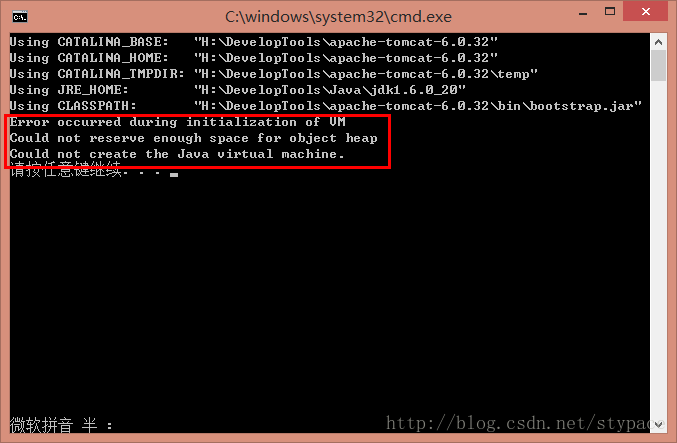 C:\windows\system32\cmd.exe
Using CATALINA_BASE: "H:\DevelopTools\apache-tomcat-6.0.32"
Using CATALINA_HOME: "H:\DevelopTools\apache-tomcat-6.0.32"
Using CATALINA_TMPDIR: "H:\DevelopTools\apache-tomcat-6.0.32\temp"
Using JRE_HOME: "H:\DevelopTools\Java\jdk1.6.0_20"
Using CLASSPATH: "H:\DevelopTools\apache-tomcat-6.0.32\bin\bootstrap.jar"
Error occurred during initialization of VM
Could not reserve enough space for object heap
Could not create the Java virtual machine.
请按任意键继续. . .
微软拼音 半 :
http://blog.csdn.net/stypace